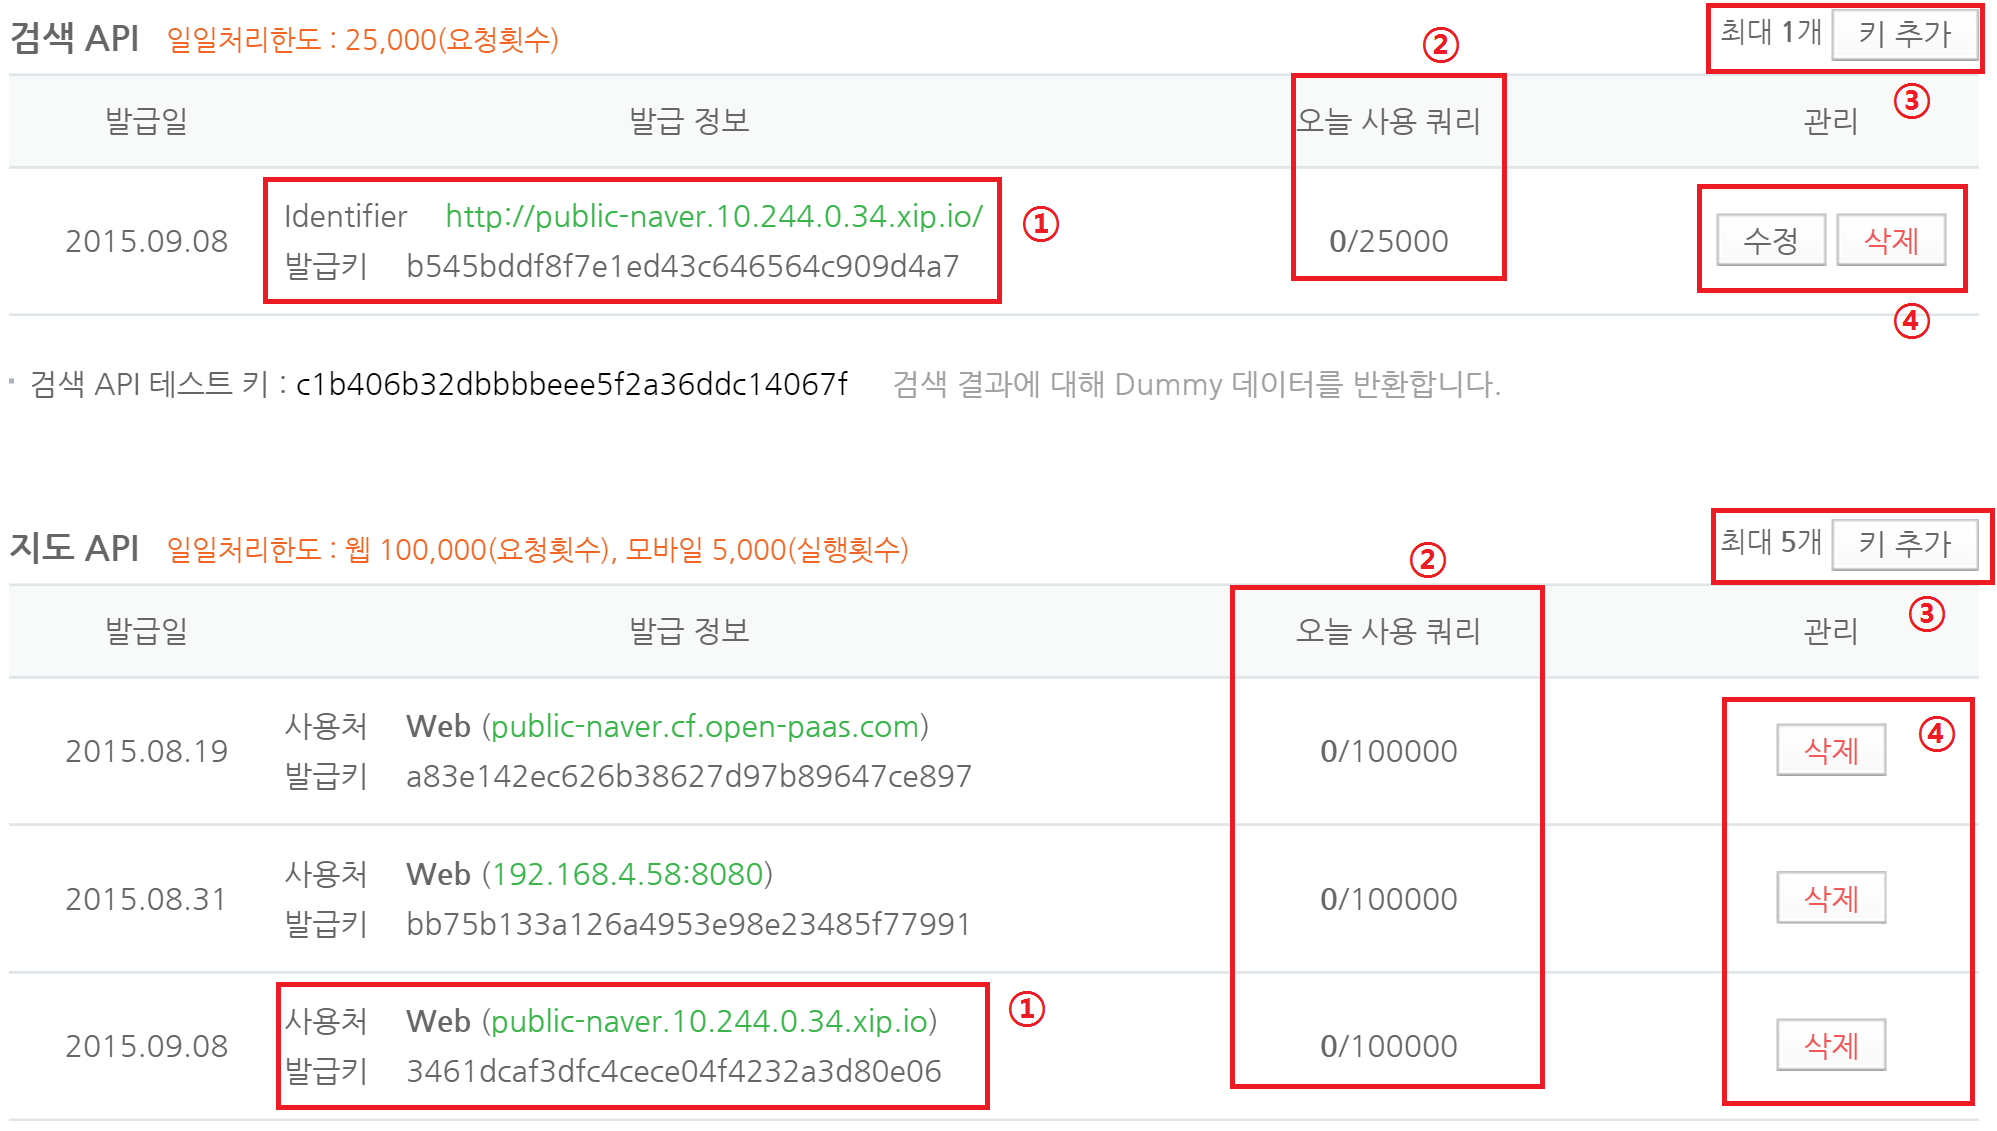 검색 API 일일처리한도 : 25,000(요청횟수) ② 최대 1개 키 추가
발급일 발급 정보 오늘 사용 쿼리 관리 ③
2015.09.08 Identifier http://public-naver.10.244.0.34.xip.io/ ① 0/25000 수정 삭제
발급키 b545bddf8f7e1ed43c646564c909d4a7
④
검색 API 테스트 키 : c1b406b32dbbbbeee5f2a36ddc14067f 검색 결과에 대해 Dummy 데이터를 반환합니다.
지도 API 일일처리한도 : 웹 100,000(요청횟수), 모바일 5,000(실행횟수) ② 최대 5개 키 추가
발급일 발급 정보 오늘 사용 쿼리 관리 ③
2015.08.19 사용처 Web (public-naver.cf.open-paas.com) 0/100000 삭제 ④
발급키 a83e142ec626b38627d97b89647ce897
2015.08.31 사용처 Web (192.168.4.58:8080) 0/100000 삭제
발급키 bb75b133a126a4953e98e23485f77991
2015.09.08 사용처 Web (public-naver.10.244.0.34.xip.io) ① 0/100000 삭제
발급키 3461dcaf3dfc4cece04f4232a3d80e06